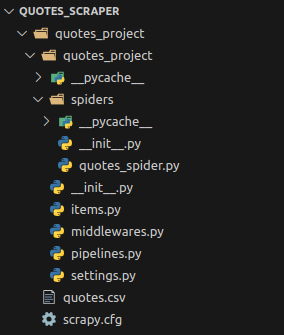 QUOTES_SCRAPER
quotes_project
quotes_project
__pycache__
spiders
__pycache__
__init__.py
quotes_spider.py
__init__.py
items.py
middlewares.py
pipelines.py
settings.py
quotes.csv
scrapy.cfg